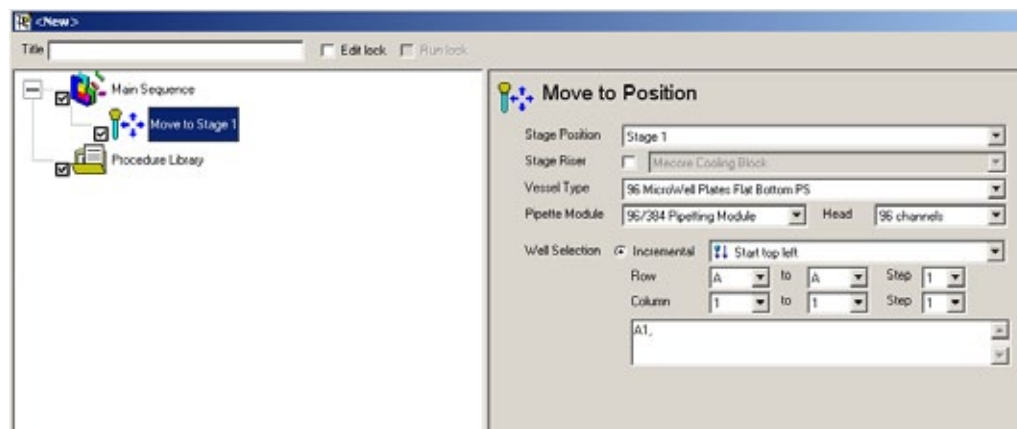 <New>
Title Edit lock Run lock
Main Sequence
Move to Stage 1
Procedure Library
Move to Position
Stage Position Stage 1
Stage Riser Mecore Cooling Block
Vessel Type 96 MicroWell Plates Flat Bottom PS
Pipette Module 96/384 Pipetting Module Head 96 channels
Well Selection Incremental Start top left
Row A to A Step 1
Column 1 to 1 Step 1
A1,